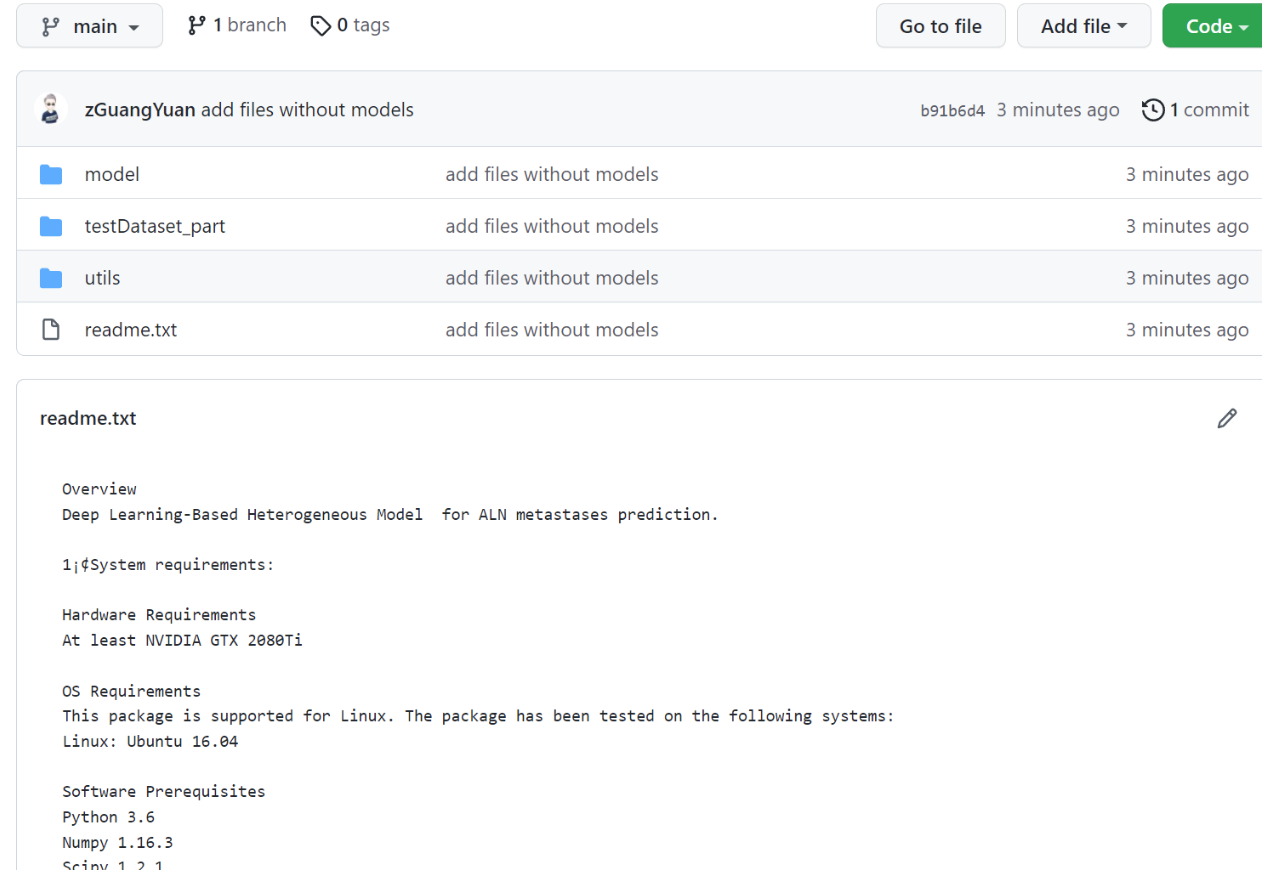 main 1 branch 0 tags Go to file Add file Code
zGuangYuan add files without models b91b6d4 3 minutes ago 1 commit
model add files without models 3 minutes ago
testDataset_part add files without models 3 minutes ago
utils add files without models 3 minutes ago
readme.txt add files without models 3 minutes ago
readme.txt
Overview
Deep Learning-Based Heterogeneous Model  for ALN metastases prediction.
1¡¢System requirements:
Hardware Requirements
At least NVIDIA GTX 2080Ti
OS Requirements
This package is supported for Linux. The package has been tested on the following systems:
Linux: Ubuntu 16.04
Software Prerequisites
Python 3.6
Numpy 1.16.3
Scipy 1.2.1